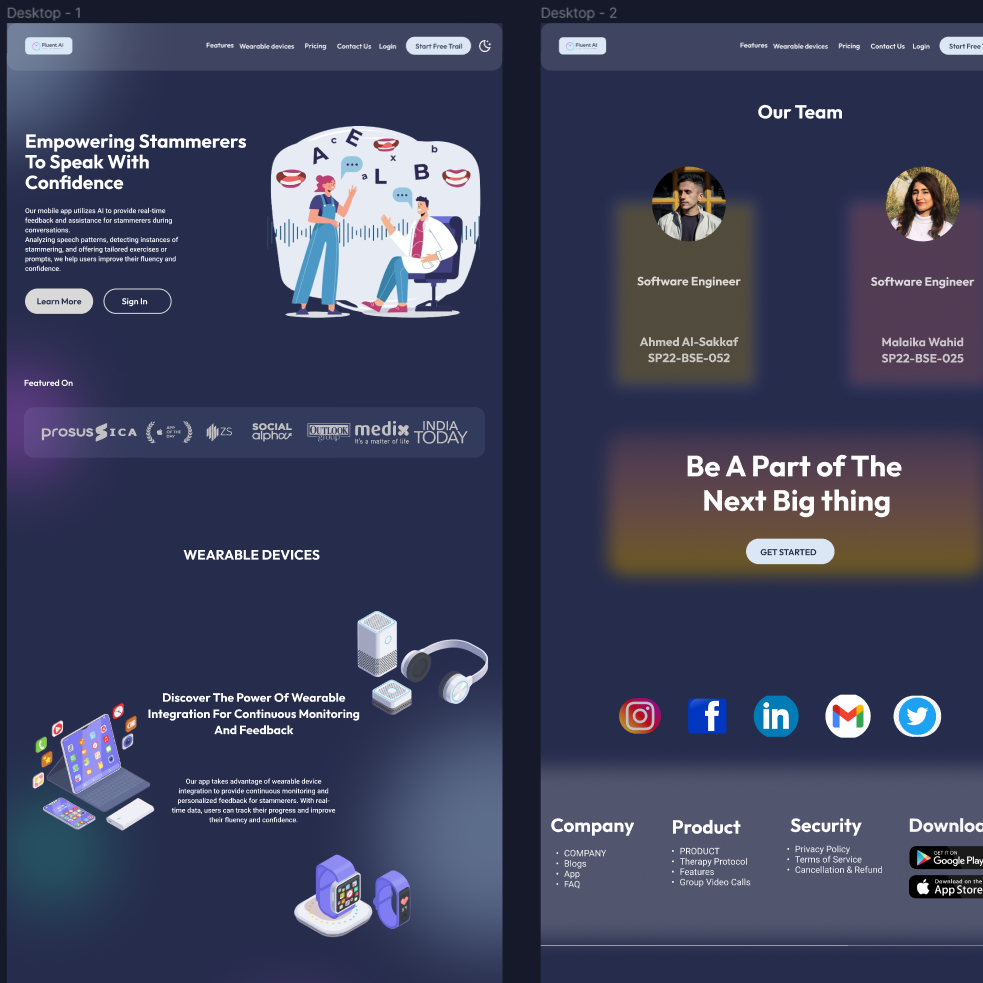 Desktop - 1
Fluent AI
Features Wearable devices Pricing Contact Us Login Start Free Trail
Empowering Stammerers
To Speak With
Confidence
Our mobile app utilizes AI to provide real-time
feedback and assistance for stammerers during
conversations.
Analyzing speech patterns, detecting instances of
stammering, and offering tailored exercises or
prompts, we help users improve their fluency and
confidence.
Learn More
Sign In
A c E x b a L B
Featured On
prosus
SICA
APP
OF THE
DAY
ZS
SOCIAL
alpha
OUTLOOK
group
medix
It's a matter of life
INDIA
TODAY
WEARABLE DEVICES
Discover The Power Of Wearable
Integration For Continuous Monitoring
And Feedback
Our app takes advantage of wearable device
integration to provide continuous monitoring and
personalized feedback for stammerers. With real-
time data, users can track their progress and improve
their fluency and confidence.
Desktop - 2
Fluent AI
Features Wearable devices Pricing Contact Us Login Start Free T
Our Team
Software Engineer
Ahmed Al-Sakkaf
SP22-BSE-052
Software Engineer
Malaika Wahid
SP22-BSE-025
Be A Part of The
Next Big thing
GET STARTED
f
in
Company
• COMPANY
• Blogs
• App
• FAQ
Product
• PRODUCT
• Therapy Protocol
• Features
• Group Video Calls
Security
• Privacy Policy
• Terms of Service
• Cancellation & Refund
Downloa
GET IT ON
Google Play
Download on the
App Store